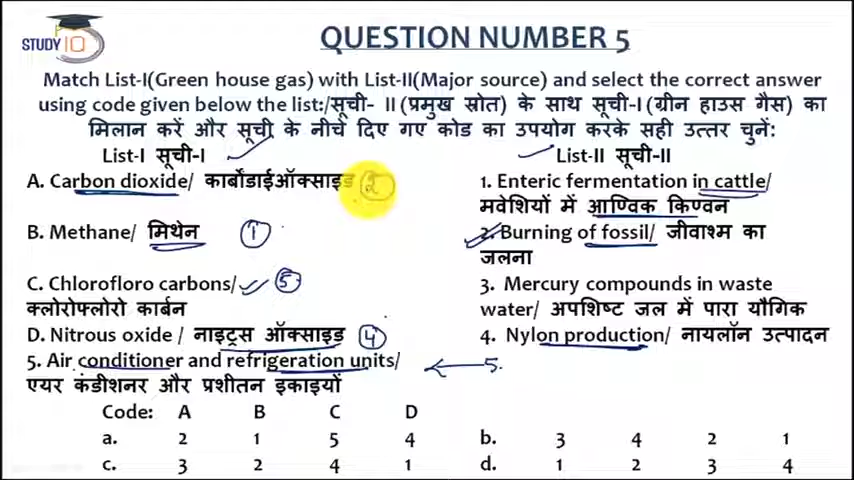 STUDY IQ
QUESTION NUMBER 5
Match List-I(Green house gas) with List-II(Major source) and select the correct answer
using code given below the list:/सूची- II (प्रमुख स्रोत) के साथ सूची-I (ग्रीन हाउस गैस) का
मिलान करें और सूची के नीचे दिए गए कोड का उपयोग करके सही उत्तर चुनें:
List-I सूची-I
List-II सूची-II
A. Carbon dioxide/ कार्बोडाईऑक्साइड 2
1. Enteric fermentation in cattle/
मवेशियों में आण्विक किण्वन
B. Methane/ मिथेन 1
2. Burning of fossil/ जीवाश्म का
जलना
C. Chlorofloro carbons/ 5
क्लोरोफ्लोरो कार्बन
3. Mercury compounds in waste
water/ अपशिष्ट जल में पारा यौगिक
D. Nitrous oxide / नाइट्रस ऑक्साइड 4
4. Nylon production/ नायलॉन उत्पादन
5. Air conditioner and refrigeration units/ 5.
एयर कंडीशनर और प्रशीतन इकाइयों
Code: A B C D
a. 2 1 5 4 b. 3 4 2 1
c. 3 2 4 1 d. 1 2 3 4